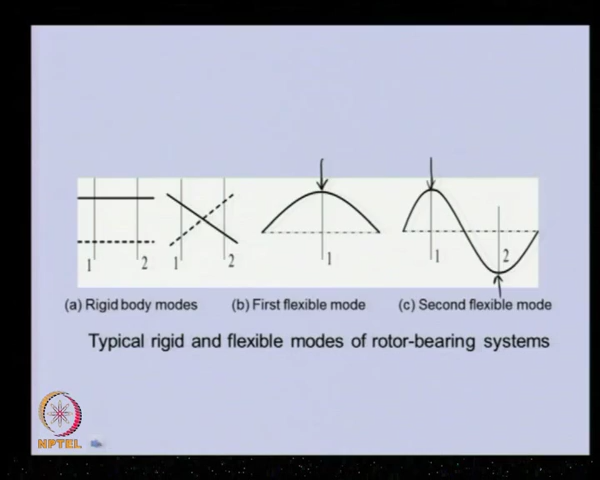 1 2 1 2 1 1 2
(a) Rigid body modes (b) First flexible mode (c) Second flexible mode
Typical rigid and flexible modes of rotor-bearing systems
NPTEL